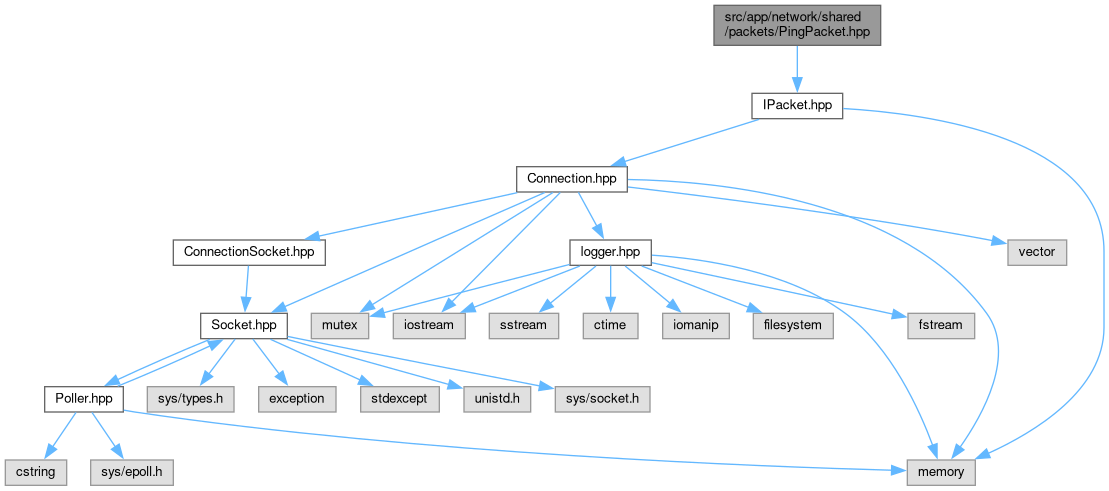 src/app/network/shared
/packets/PingPacket.hpp
IPacket.hpp
Connection.hpp
ConnectionSocket.hpp
logger.hpp
vector
Socket.hpp
mutex
iostream
sstream
ctime
iomanip
filesystem
fstream
Poller.hpp
sys/types.h
exception
stdexcept
unistd.h
sys/socket.h
cstring
sys/epoll.h
memory